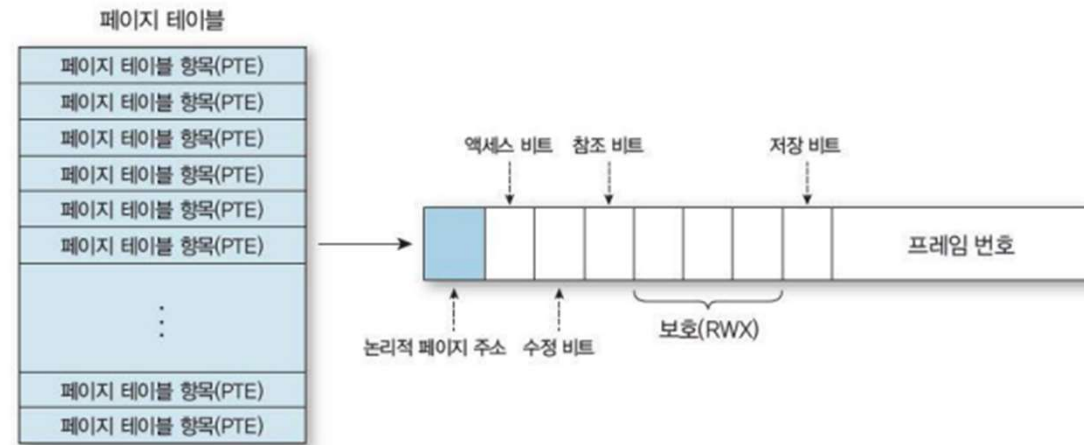 페이지 테이블
페이지 테이블 항목(PTE)
페이지 테이블 항목(PTE)
페이지 테이블 항목(PTE)
페이지 테이블 항목(PTE)
페이지 테이블 항목(PTE)
페이지 테이블 항목(PTE)
⋮
페이지 테이블 항목(PTE)
페이지 테이블 항목(PTE)
액세스 비트 참조 비트 저장 비트
프레임 번호
논리적 페이지 주소 수정 비트 보호(RWX)